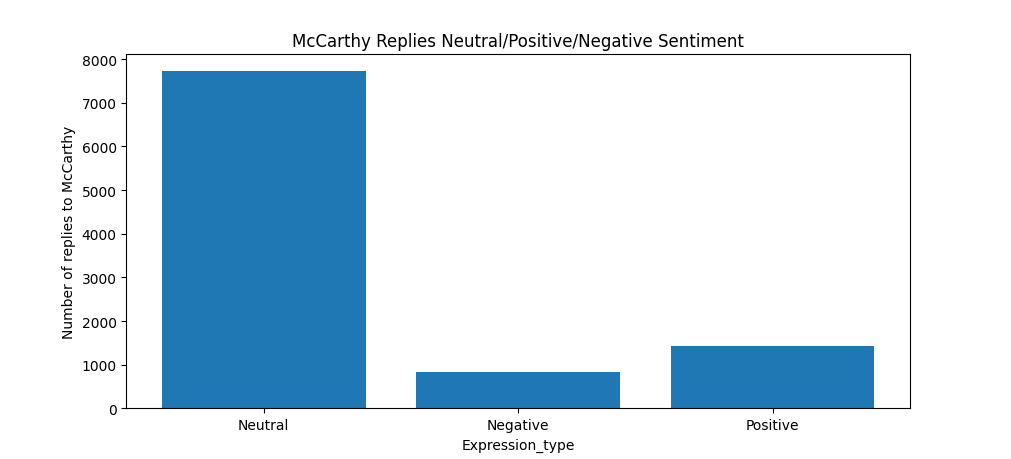 McCarthy Replies Neutral/Positive/Negative Sentiment
Number of replies to McCarthy
8000
7000
6000
5000
4000
3000
2000
1000
0
Neutral
Negative
Positive
Expression_type